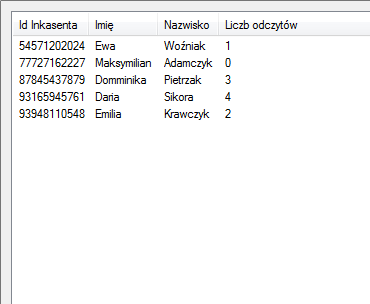 Id Inkasenta Imię Nazwisko Liczb odczytów
54571202024 Ewa Woźniak 1
77727162227 Maksymilian Adamczyk 0
87845437879 Domminika Pietrzak 3
93165945761 Daria Sikora 4
93948110548 Emilia Krawczyk 2